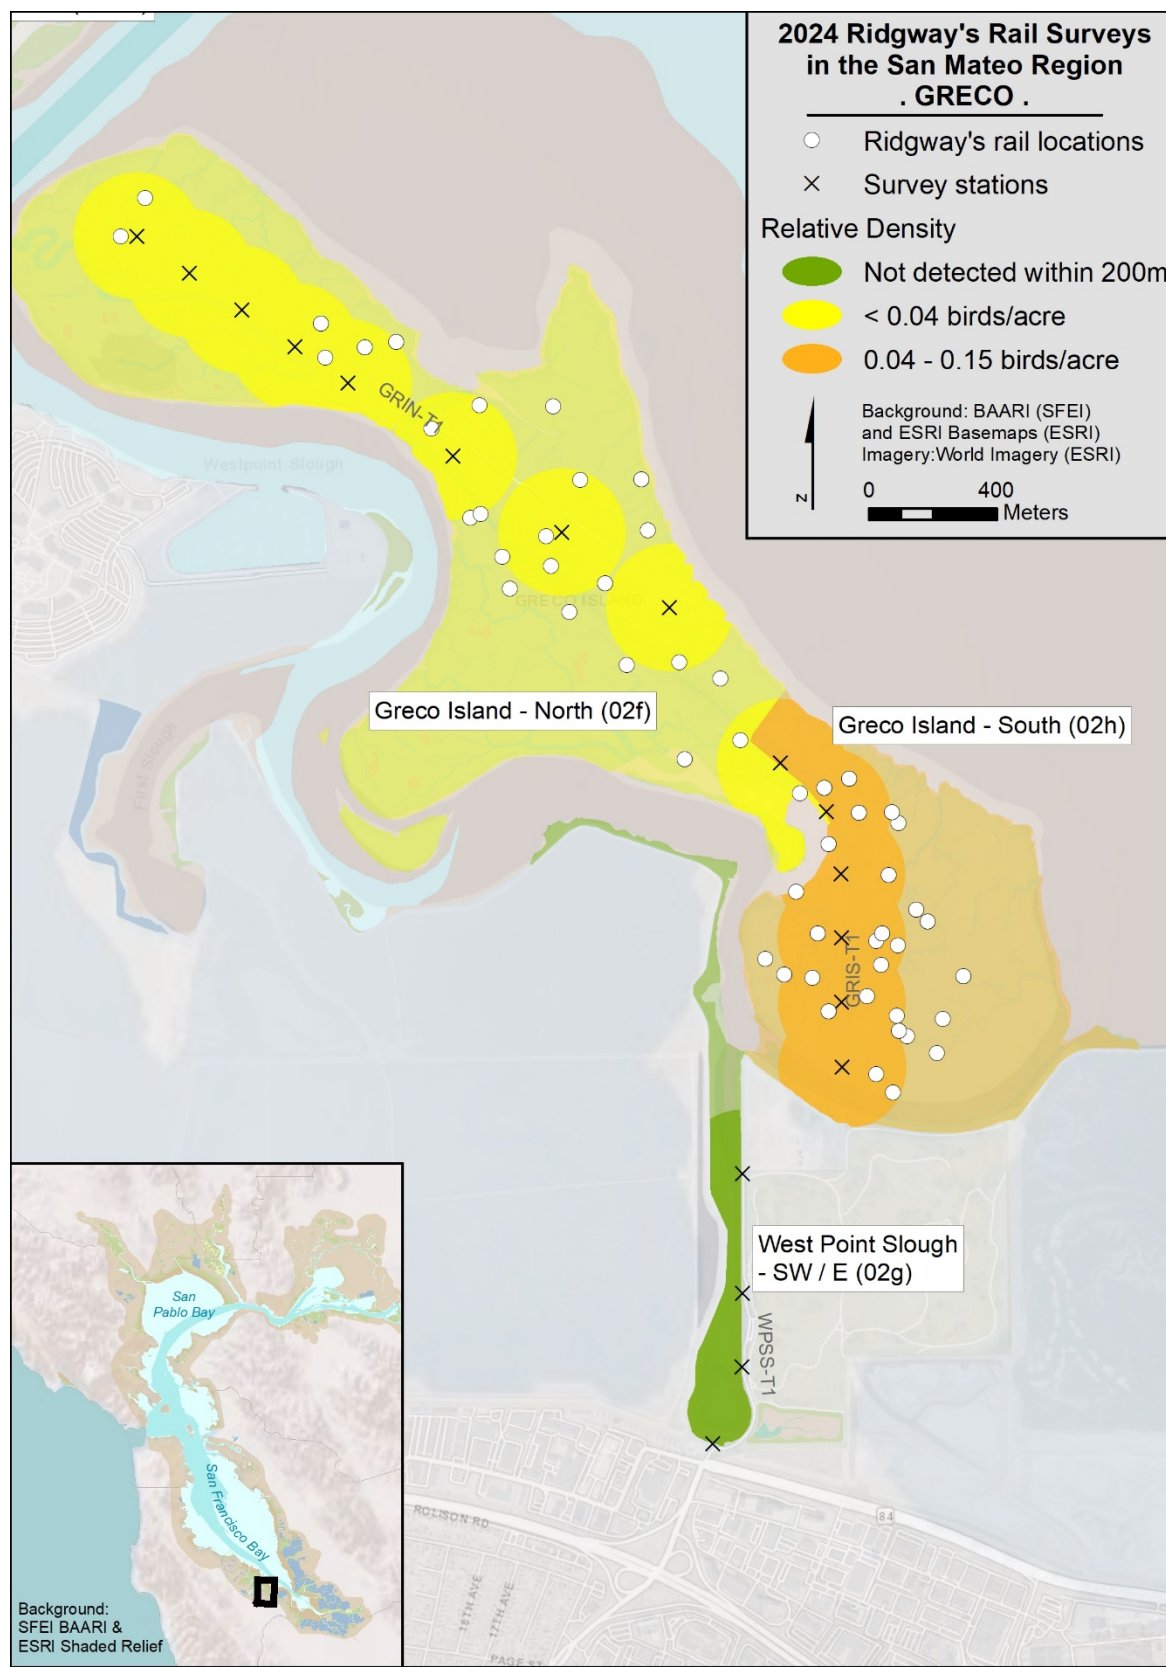 2024 Ridgway's Rail Surveys
in the San Mateo Region
. GRECO .
Ridgway's rail locations
Survey stations
Relative Density
Not detected within 200m
< 0.04 birds/acre
0.04 - 0.15 birds/acre
Background: BAARI (SFEI)
and ESRI Basemaps (ESRI)
Imagery:World Imagery (ESRI)
N
0 400
Meters
GRIN-T1
Westpoint Slough
GRECO ISLAND
Greco Island - North (02f)
Greco Island - South (02h)
First Slough
GRIS-T1
West Point Slough
- SW / E (02g)
WPSS-T1
84
ROLISON RD
16TH AVE
17TH AVE
PAGE ST
San
Pablo Bay
San Francisco Bay
Background:
SFEI BAARI &
ESRI Shaded Relief